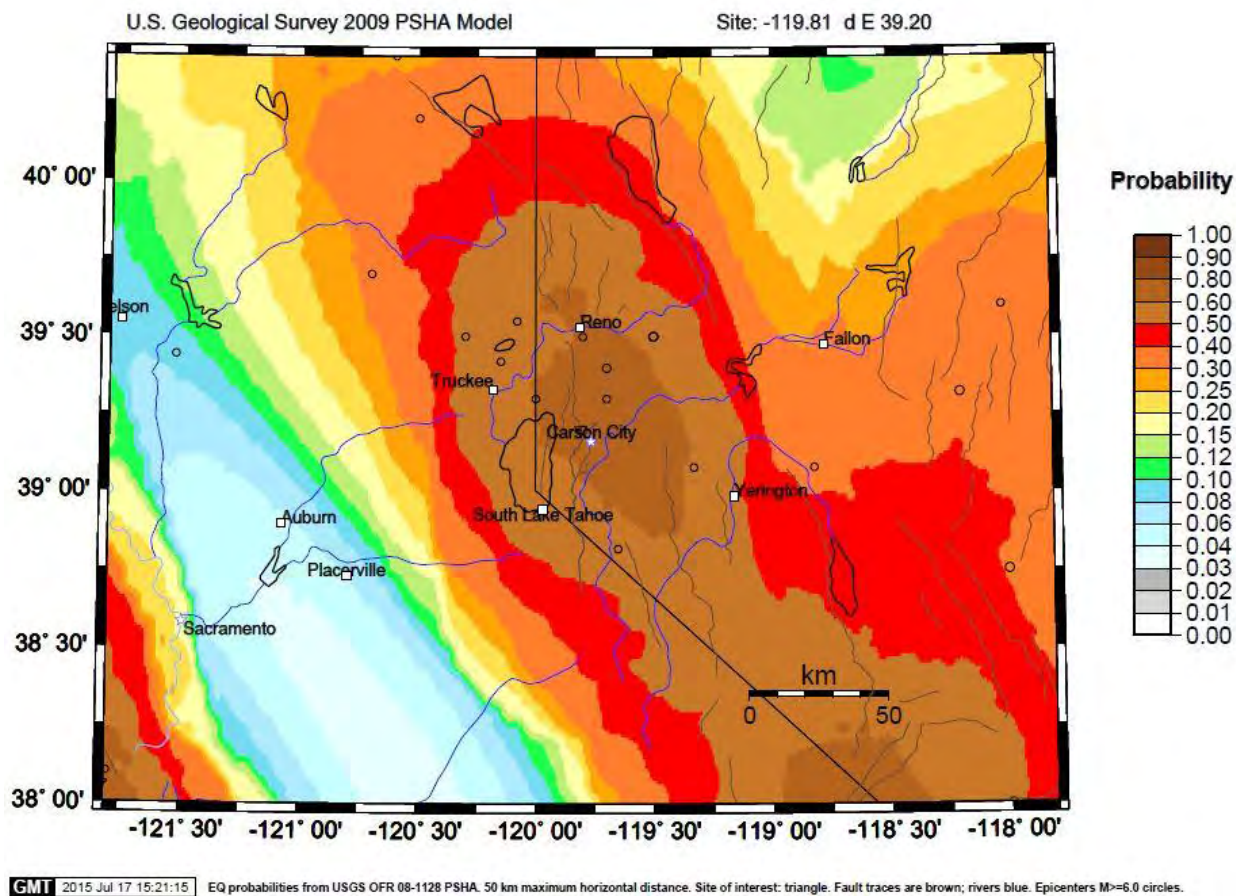 U.S. Geological Survey 2009 PSHA Model
Site: -119.81 d E 39.20
40° 00'
39° 30'
39° 00'
38° 30'
38° 00'
-121° 30'
-121° 00'
-120° 30'
-120° 00'
-119° 30'
-119° 00'
-118° 30'
-118° 00'
elson
Reno
Fallon
Truckee
Carson City
Yerington
South Lake Tahoe
Auburn
Placerville
Sacramento
km
0 50
Probability
1.00
0.90
0.80
0.60
0.50
0.40
0.30
0.25
0.20
0.15
0.12
0.10
0.08
0.06
0.04
0.03
0.02
0.01
0.00
GMT 2015 Jul 17 15:21:15 EQ probabilities from USGS OFR 08-1128 PSHA. 50 km maximum horizontal distance. Site of interest: triangle. Fault traces are brown; rivers blue. Epicenters M>=6.0 circles.